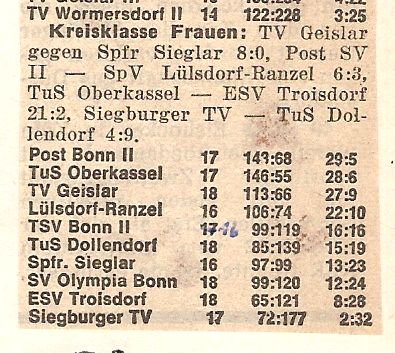 TV Wormersdorf II 14 122:228 3:25
Kreisklasse Frauen: TV Geislar
gegen Spfr Sieglar 8:0, Post SV
II — SpV Lülsdorf-Ranzel 6:3,
TuS Oberkassel — ESV Troisdorf
21:2, Siegburger TV — TuS Dol-
lendorf 4:9.
Post Bonn II 17 143:68 29:5
TuS Oberkassel 17 146:55 28:6
TV Geislar 18 113:66 27:9
Lülsdorf-Ranzel 16 106:74 22:10
TSV Bonn II 16 99:119 16:16
TuS Dollendorf 18 85:139 15:19
Spfr. Sieglar 16 97:99 13:23
SV Olympia Bonn 18 99:120 12:24
ESV Troisdorf 18 65:121 8:28
Siegburger TV 17 72:177 2:32